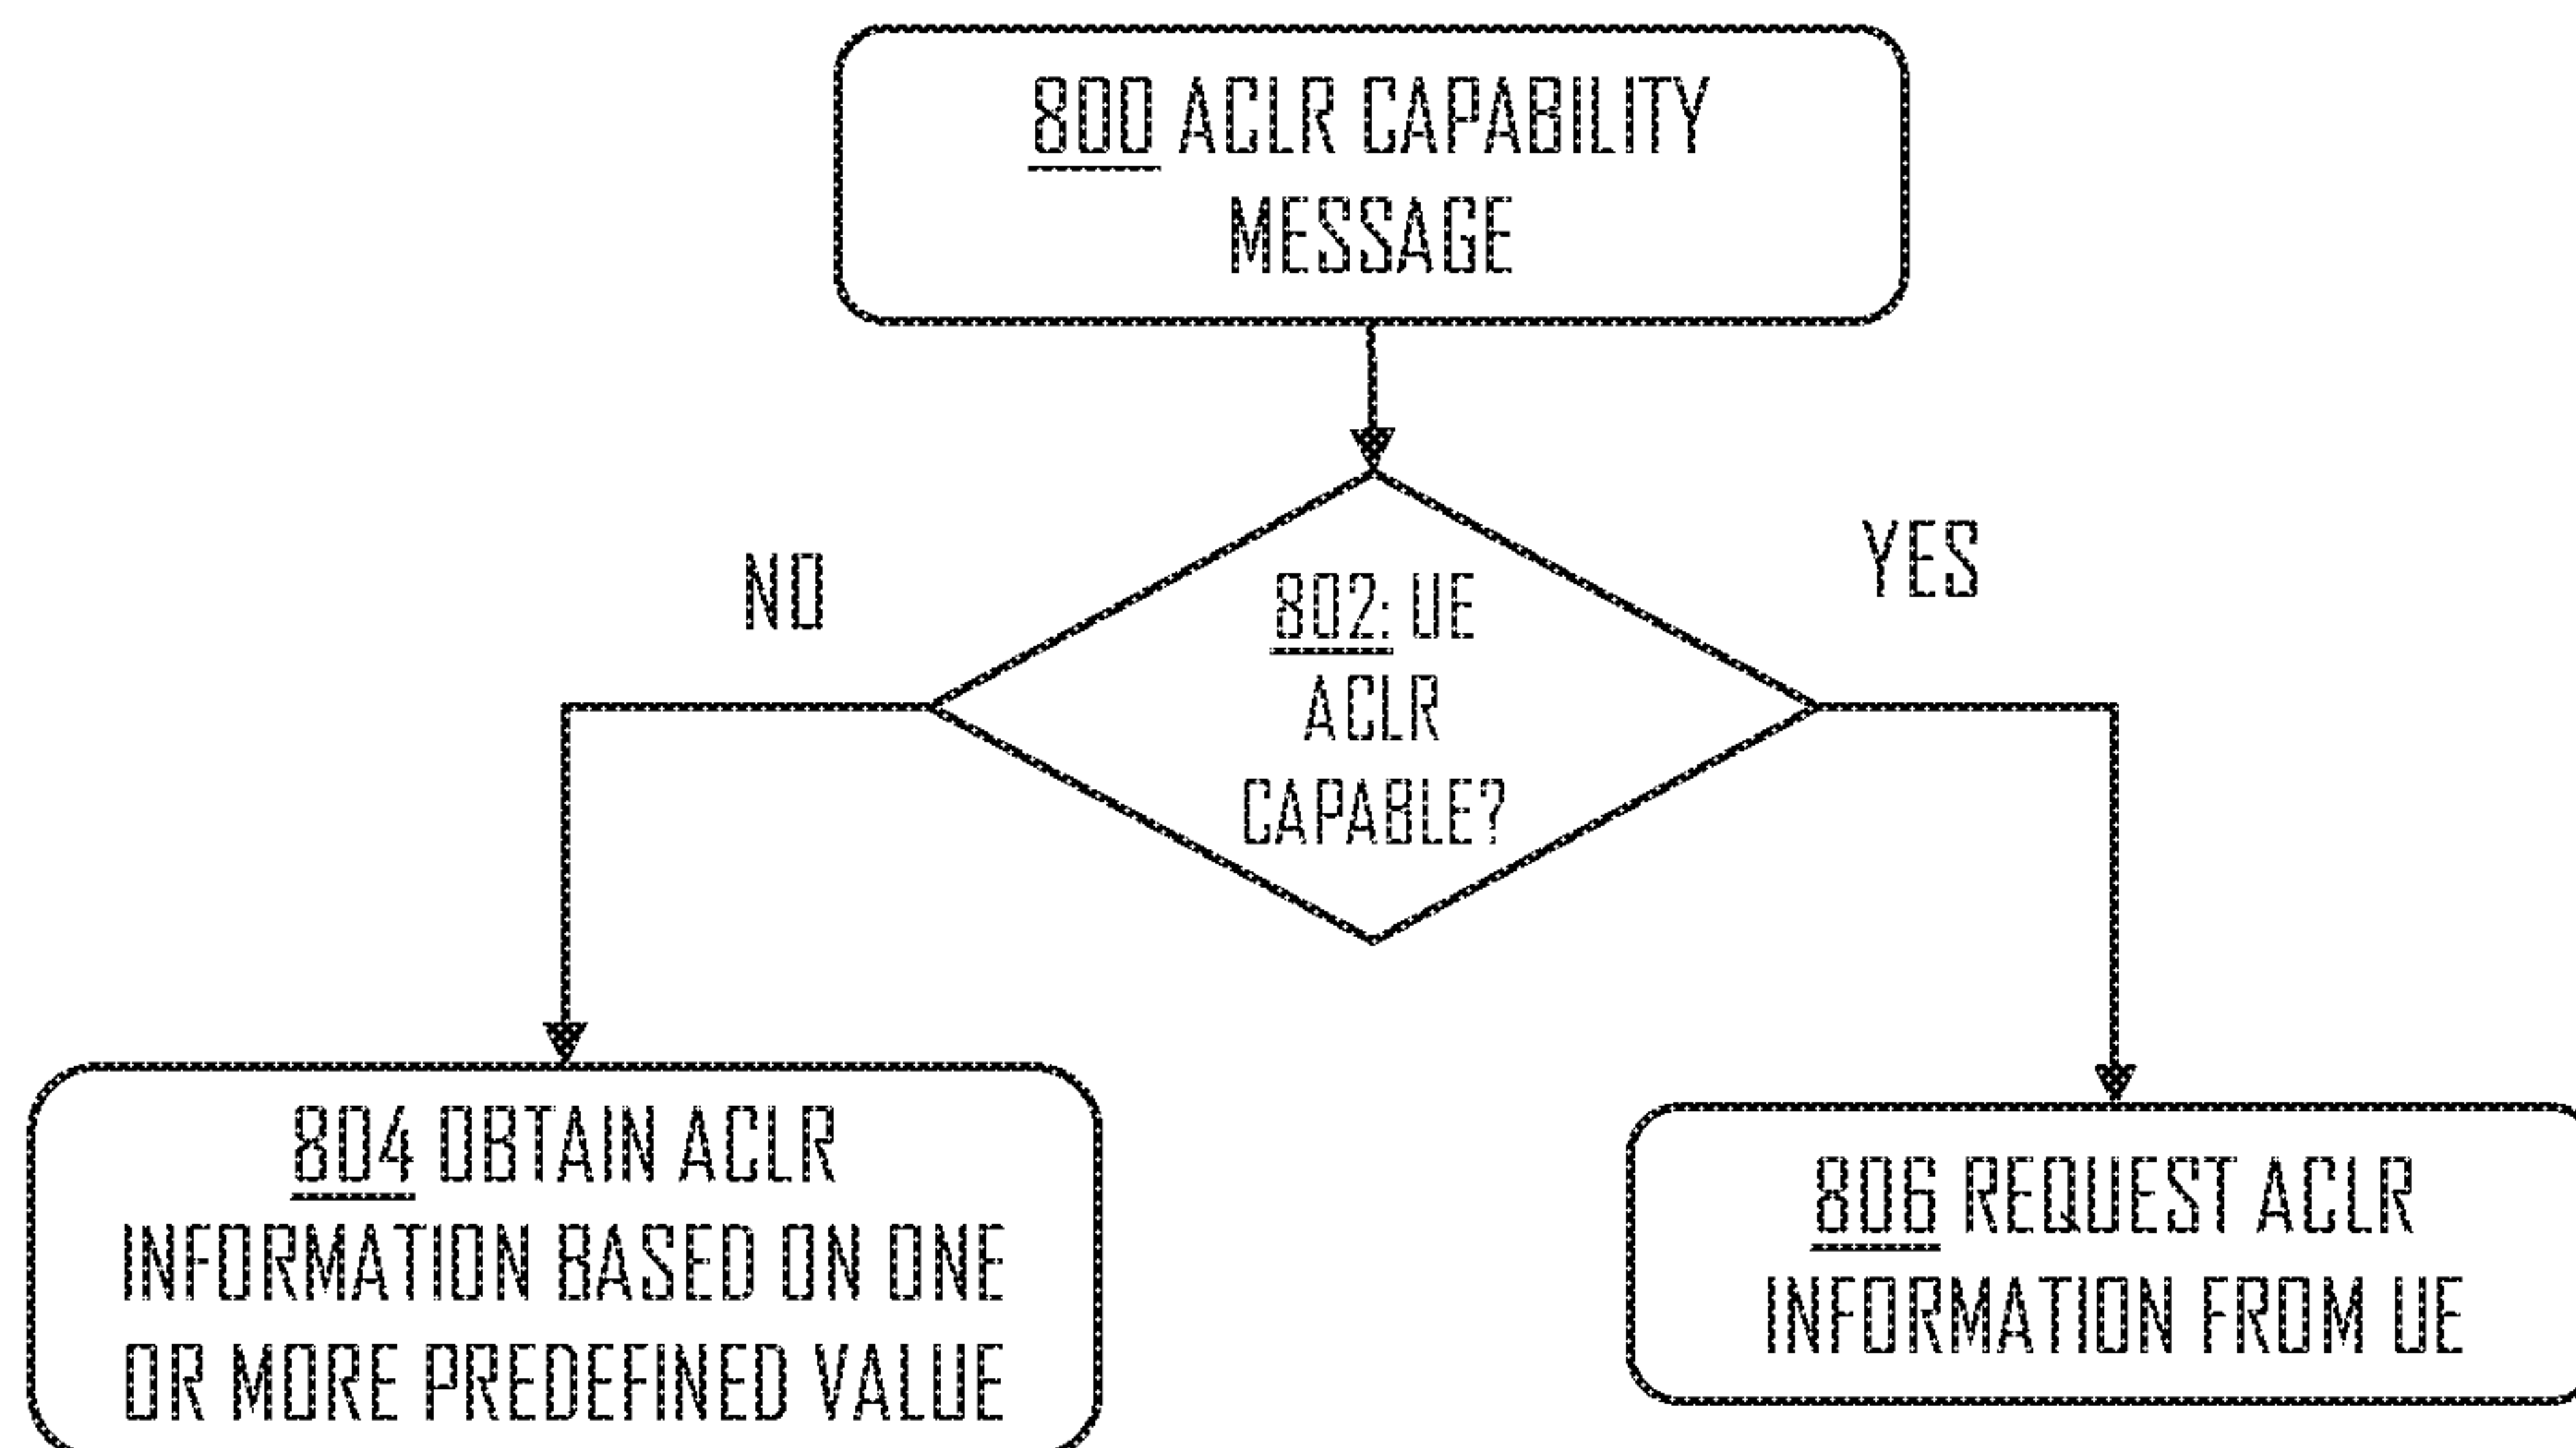 800 ACLR CAPABILITY
MESSAGE
NO
YES
802: UE
ACLR
CAPABLE?
804 OBTAIN ACLR
INFORMATION BASED ON ONE
OR MORE PREDEFINED VALUE
806 REQUEST ACLR
INFORMATION FROM UE